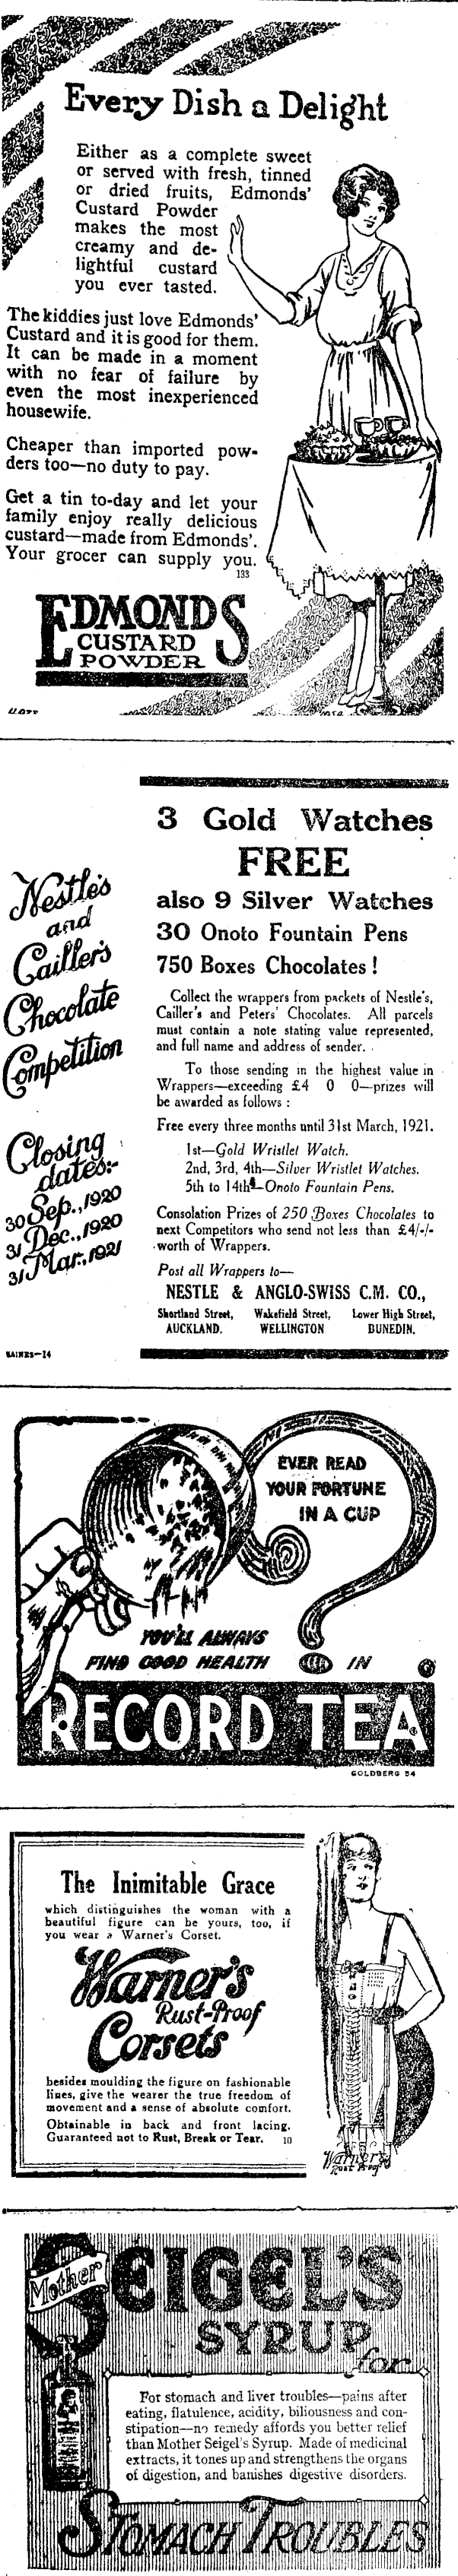 Every Dish a Delight
Either as a complete sweet
or served with fresh, tinned
or dried fruits, Edmonds'
Custard Powder
makes the most
creamy and de-
lightful custard
you ever tasted.
The kiddies just love Edmonds'
Custard and it is good for them.
It can be made in a moment
with no fear of failure by
even the most inexperienced
housewife.
Cheaper than imported pow-
ders too—no duty to pay.
Get a tin to-day and let your
family enjoy really delicious
custard—made from Edmonds'.
Your grocer can supply you.
133
EDMONDS
CUSTARD
POWDER
Nestle's
and
Cailler's
Chocolate
Competition
Closing
dates:-
30 Sep., 1920
31 Dec., 1920
31 Mar., 1921
HAINES—14
3 Gold Watches
FREE
also 9 Silver Watches
30 Onoto Fountain Pens
750 Boxes Chocolates !
Collect the wrappers from packets of Nestle's,
Cailler's and Peters' Chocolates. All parcels
must contain a note stating value represented,
and full name and address of sender.
To those sending in the highest value in
Wrappers—exceeding £4 0 0—prizes will
be awarded as follows :
Free every three months until 31st March, 1921.
1st—Gold Wristlet Watch.
2nd, 3rd, 4th—Silver Wristlet Watches.
5th to 14th—Onoto Fountain Pens.
Consolation Prizes of 250 Boxes Chocolates to
next Competitors who send not less than £4/-/-
worth of Wrappers.
Post all Wrappers to—
NESTLE & ANGLO-SWISS C.M. CO.,
Shortland Street, Wakefield Street, Lower High Street,
AUCKLAND. WELLINGTON DUNEDIN.
EVER READ
YOUR FORTUNE
IN A CUP
YOU'LL ALWAYS
FIND GOOD HEALTH IN
RECORD TEA
GOLDBERG 54
The Inimitable Grace
which distinguishes the woman with a
beautiful figure can be yours, too, if
you wear a Warner's Corset.
Warner's
Rust-Proof
Corsets
besides moulding the figure on fashionable
lines, give the wearer the true freedom of
movement and a sense of absolute comfort.
Obtainable in back and front lacing.
Guaranteed not to Rust, Break or Tear. 10
Warner's
Rust Proof
Mother
SEIGEL'S
SYRUP
for
For stomach and liver troubles—pains after
eating, flatulence, acidity, biliousness and con-
stipation—no remedy affords you better relief
than Mother Seigel's Syrup. Made of medicinal
extracts, it tones up and strengthens the organs
of digestion, and banishes digestive disorders.
STOMACH TROUBLES